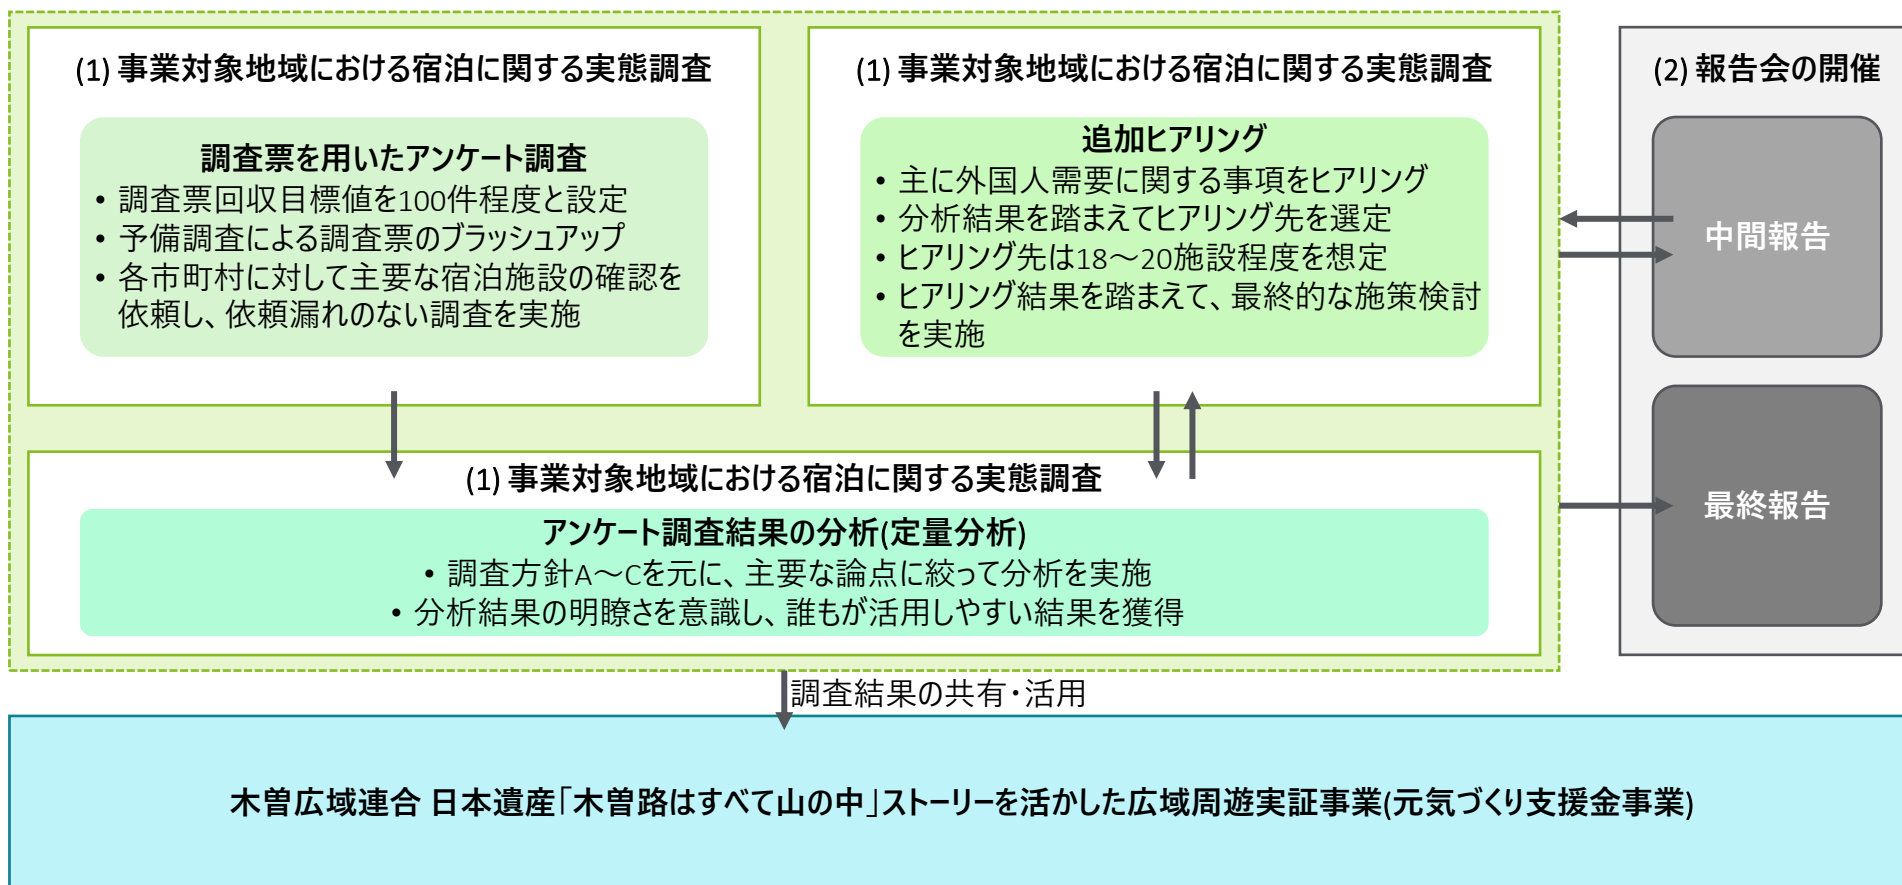 (1) 事業対象地域における宿泊に関する実態調査
調査票を用いたアンケート調査
• 調査票回収目標値を100件程度と設定
• 予備調査による調査票のブラッシュアップ
• 各市町村に対して主要な宿泊施設の確認を
依頼し、依頼漏れのない調査を実施
(1) 事業対象地域における宿泊に関する実態調査
追加ヒアリング
• 主に外国人需要に関する事項をヒアリング
• 分析結果を踏まえてヒアリング先を選定
• ヒアリング先は18～20施設程度を想定
• ヒアリング結果を踏まえて、最終的な施策検討
を実施
(2) 報告会の開催
中間報告
最終報告
(1) 事業対象地域における宿泊に関する実態調査
アンケート調査結果の分析(定量分析)
• 調査方針A～Cを元に、主要な論点に絞って分析を実施
• 分析結果の明瞭さを意識し、誰もが活用しやすい結果を獲得
調査結果の共有・活用
木曽広域連合 日本遺産「木曽路はすべて山の中」ストーリーを活かした広域周遊実証事業(元気づくり支援金事業)